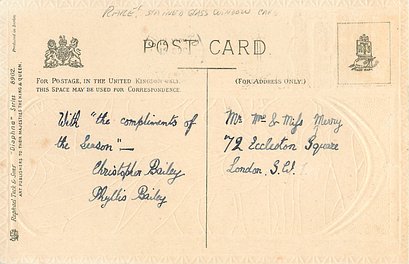 RARE! STAINED GLASS WINDOW CARD
POST CARD
FOR POSTAGE, IN THE UNITED KINGDOM ONLY,
THIS SPACE MAY BE USED FOR CORRESPONDENCE.
(FOR ADDRESS ONLY.)
With "the compliments of
the Season"—
Christopher Bailey
Phyllis Bailey
Mr. Mrs & Miss Merry
72 Eccleston Square
London. S.W.
Raphael Tuck & Sons' "Graphna" Series 8902.
ART PUBLISHERS TO THEIR MAJESTIES THE KING & QUEEN.